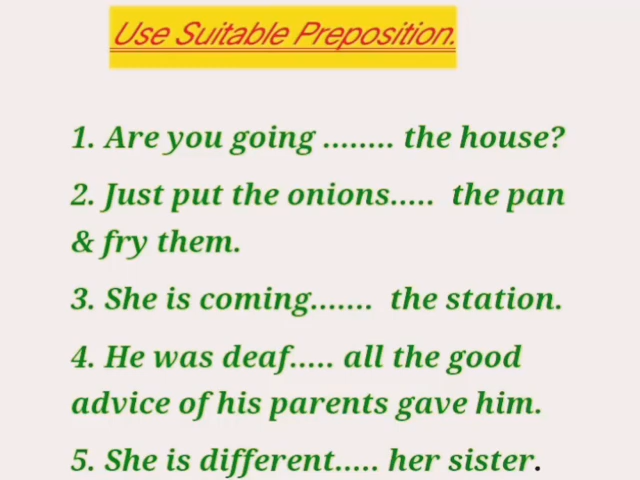 Use Suitable Preposition.
1. Are you going ........ the house?
2. Just put the onions..... the pan
& fry them.
3. She is coming....... the station.
4. He was deaf..... all the good
advice of his parents gave him.
5. She is different..... her sister.